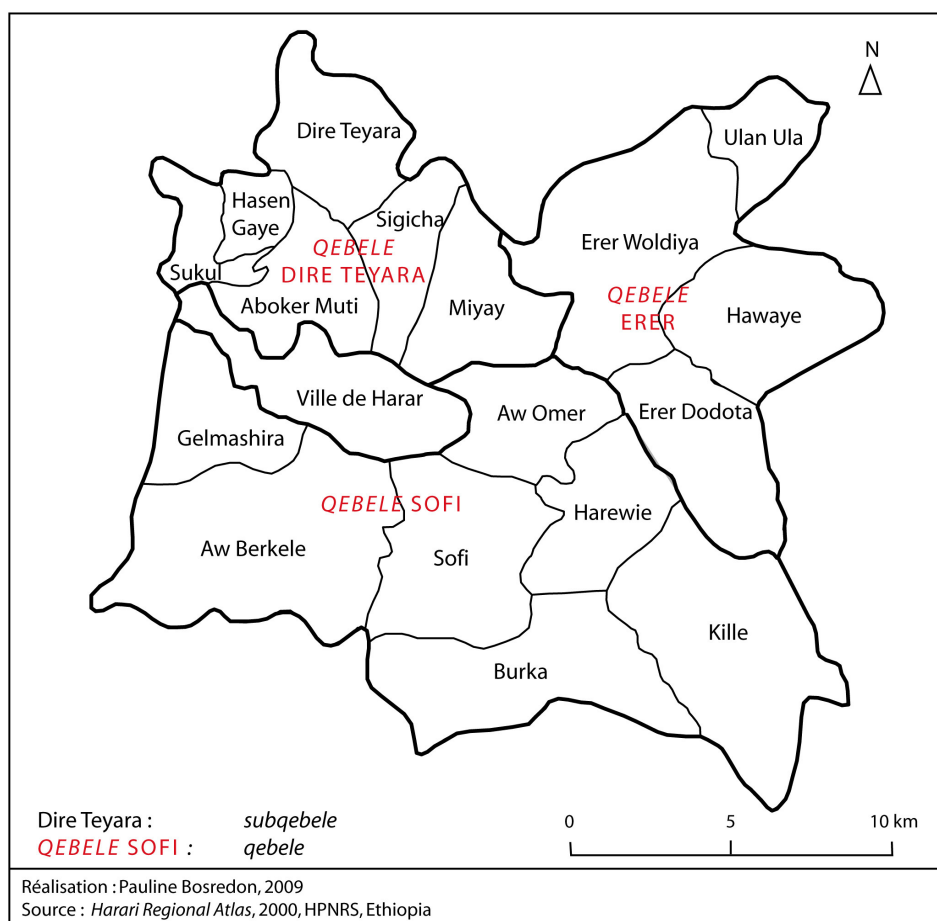 N
Dire Teyara
Ulan Ula
Hasen
Gaye
Sigicha
QEBELE
DIRE TEYARA
Erer Woldiya
Sukul
Aboker Muti
Miyay
QEBELE
ERER
Hawaye
Ville de Harar
Aw Omer
Erer Dodota
Gelmashira
QEBELE SOFI
Harewie
Aw Berkele
Sofi
Kille
Burka
Dire Teyara : subqebele
QEBELE SOFI : qebele
0 5 10 km
Réalisation : Pauline Bosredon, 2009
Source : Harari Regional Atlas, 2000, HPNRS, Ethiopia